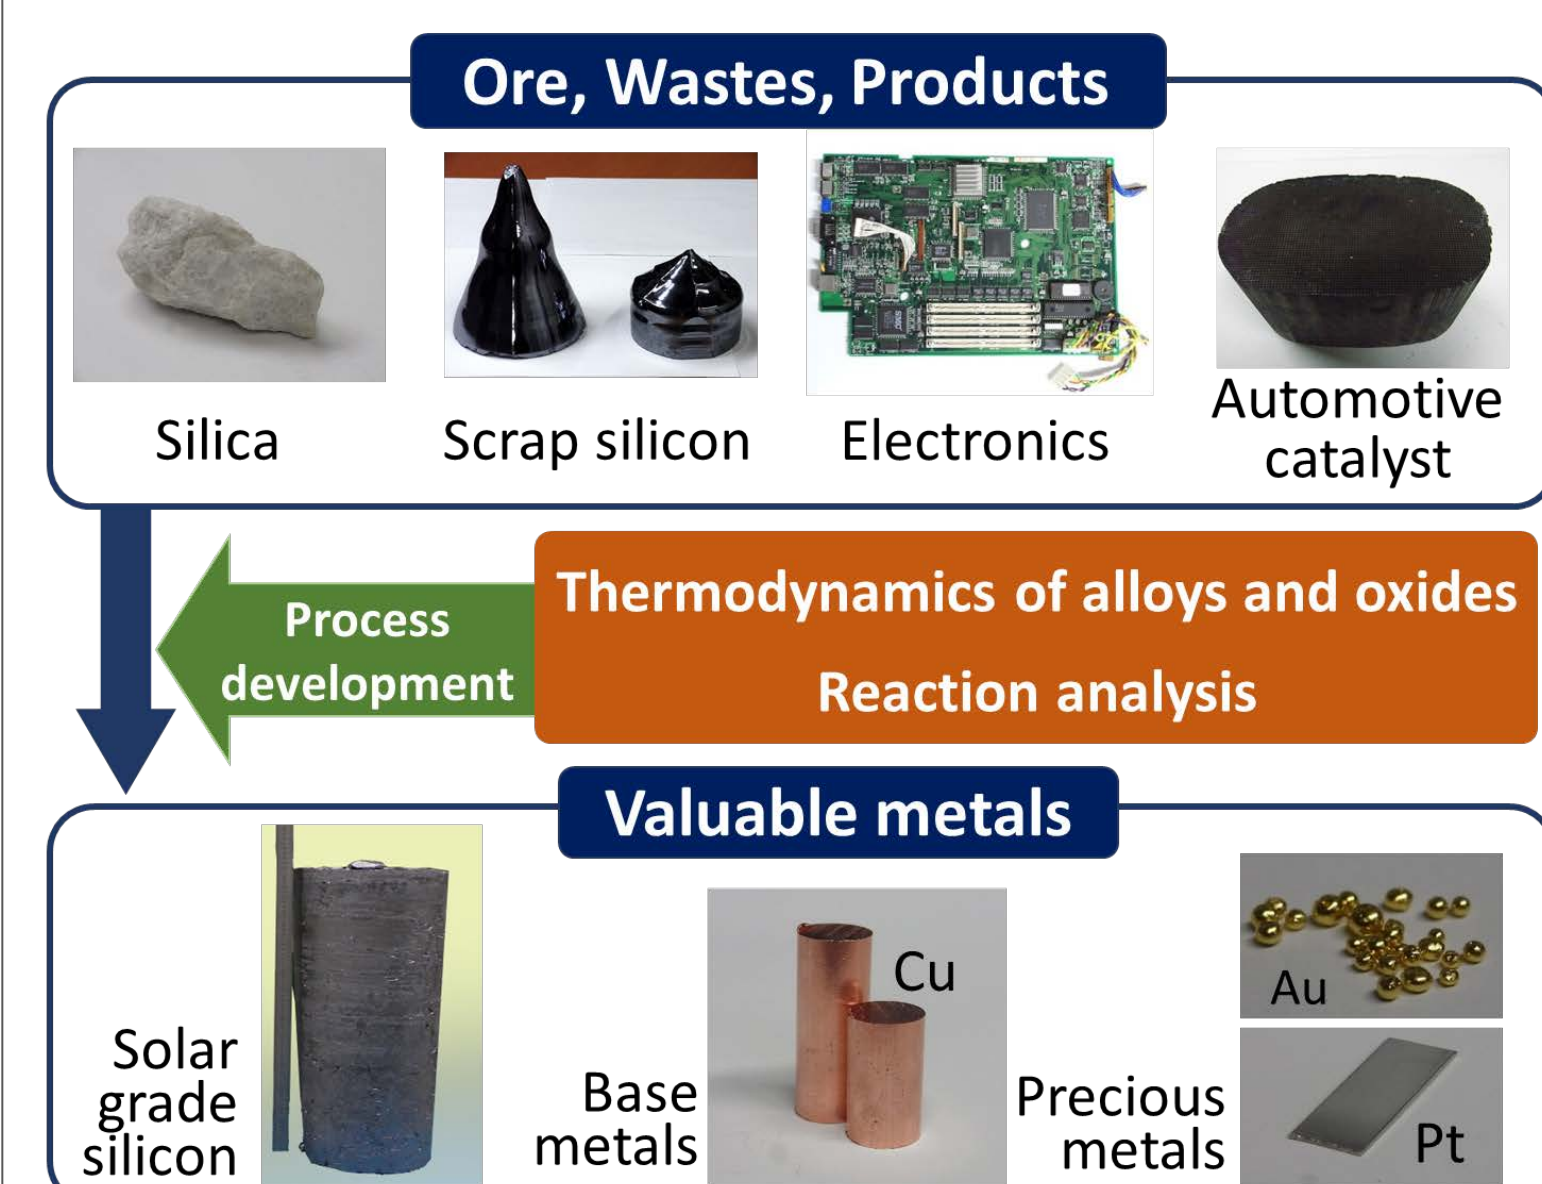 Ore, Wastes, Products
Silica
Scrap silicon
Electronics
Automotive
catalyst
Process
development
Thermodynamics of alloys and oxides
Reaction analysis
Valuable metals
Solar
grade
silicon
Base
metals
Cu
Precious
metals
Au
Pt